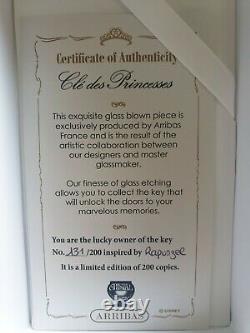 Certificate of Authenticity
Clé des Princesses
This exquisite glass blown piece is
exclusively produced by Arribas
France and is the result of the
artistic collaboration between
our designers and master
glassmaker.
Our finesse of glass etching
allows you to collect the key that
will unlock the doors to your
marvelous memories.
You are the lucky owner of the key
No. 131/200 inspired by Rapunzel
It is a limited edition of 200 copies.
CRYSTAL
ARRIBAS
© DISNEY